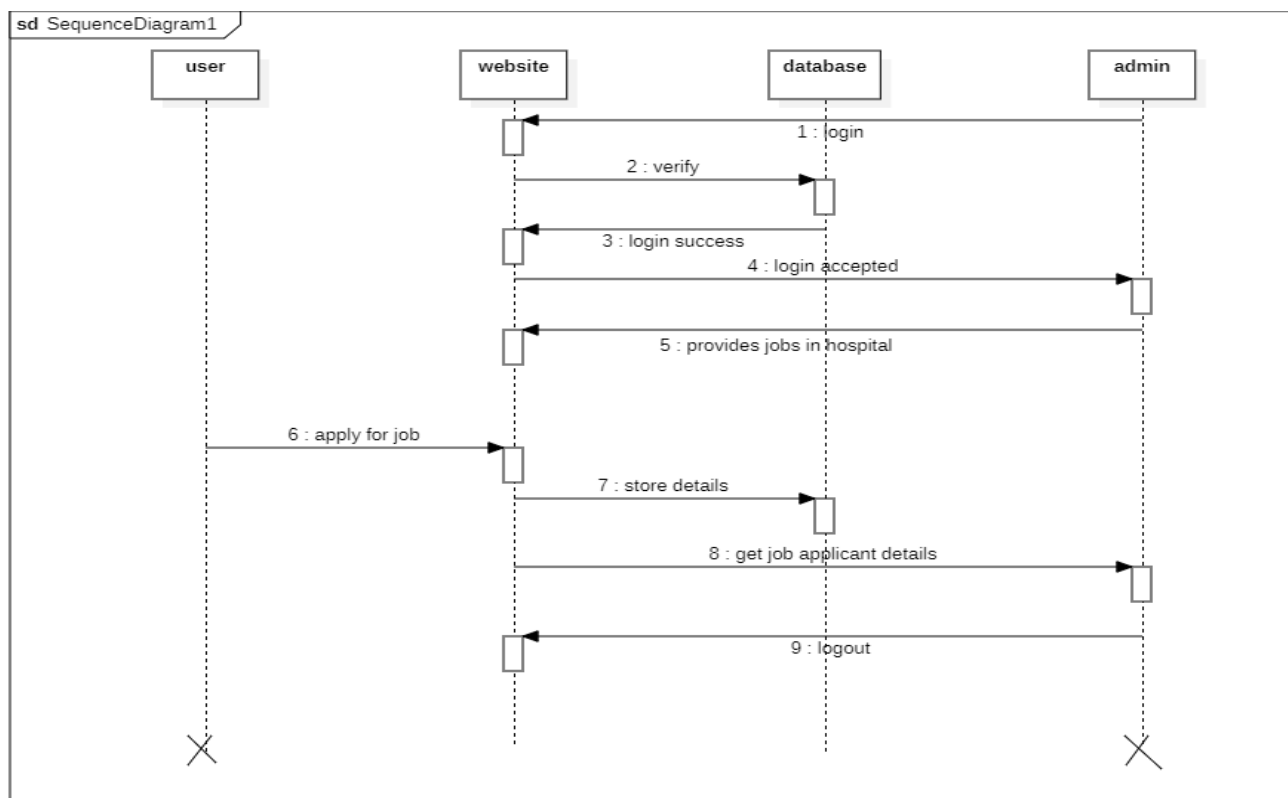 sd SequenceDiagram1
user
website
database
admin
1 : login
2 : verify
3 : login success
4 : login accepted
5 : provides jobs in hospital
6 : apply for job
7 : store details
8 : get job applicant details
9 : logout